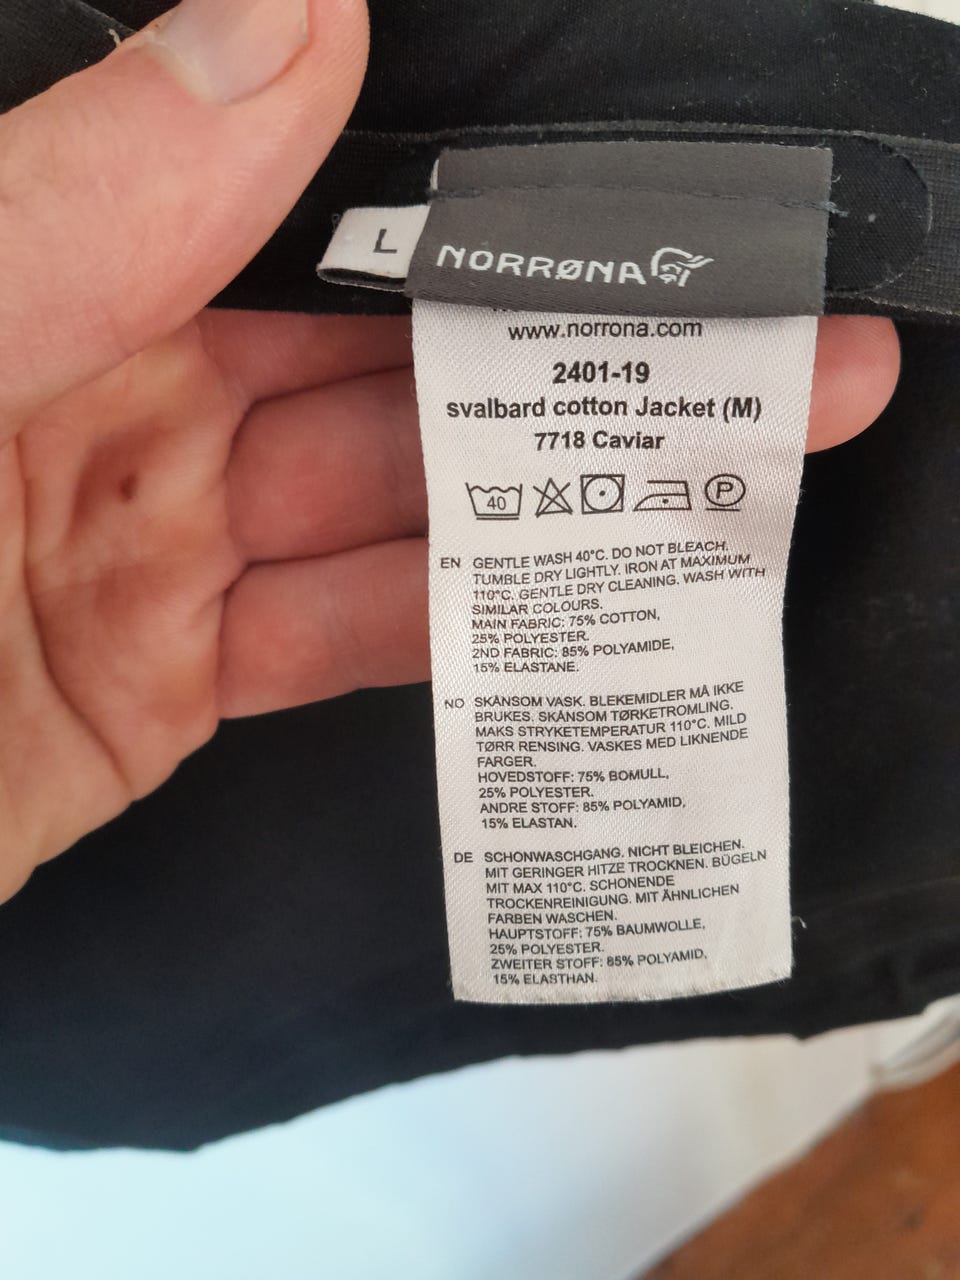 L
NORRØNA
www.norrona.com
2401-19
svalbard cotton Jacket (M)
7718 Caviar
40 P
EN GENTLE WASH 40°C. DO NOT BLEACH.
TUMBLE DRY LIGHTLY. IRON AT MAXIMUM
110°C. GENTLE DRY CLEANING. WASH WITH
SIMILAR COLOURS.
MAIN FABRIC: 75% COTTON,
25% POLYESTER.
2ND FABRIC: 85% POLYAMIDE,
15% ELASTANE.
NO SKÅNSOM VASK. BLEKEMIDLER MÅ IKKE
BRUKES. SKÅNSOM TØRKETROMLING.
MAKS STRYKETEMPERATUR 110°C. MILD
TØRR RENSING. VASKES MED LIKNENDE
FARGER.
HOVEDSTOFF: 75% BOMULL,
25% POLYESTER.
ANDRE STOFF: 85% POLYAMID,
15% ELASTAN.
DE SCHONWASCHGANG. NICHT BLEICHEN.
MIT GERINGER HITZE TROCKNEN. BÜGELN
MIT MAX 110°C. SCHONENDE
TROCKENREINIGUNG. MIT ÄHNLICHEN
FARBEN WASCHEN.
HAUPTSTOFF: 75% BAUMWOLLE,
25% POLYESTER.
ZWEITER STOFF: 85% POLYAMID,
15% ELASTHAN.